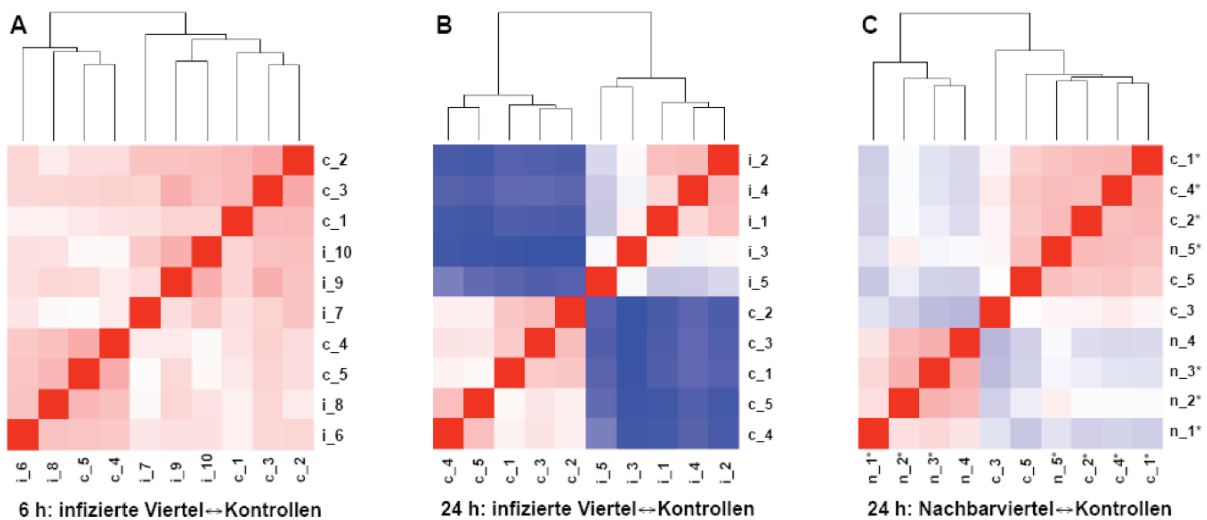 A
c_2
c_3
c_1
i_10
i_9
i_7
c_4
c_5
i_8
i_6
i_6 i_8 c_5 c_4 i_7 i_9 i_10 c_1 c_3 c_2
6 h: infizierte Viertel↔Kontrollen
B
i_2
i_4
i_1
i_3
i_5
c_2
c_3
c_1
c_5
c_4
c_4 c_5 c_1 c_3 c_2 i_5 i_3 i_1 i_4 i_2
24 h: infizierte Viertel↔Kontrollen
C
c_1*
c_4*
c_2*
n_5*
c_5
c_3
n_4
n_3*
n_2*
n_1*
n_1* n_2* n_3* n_4 c_3 c_5 n_5* c_2* c_4* c_1*
24 h: Nachbarviertel↔Kontrollen